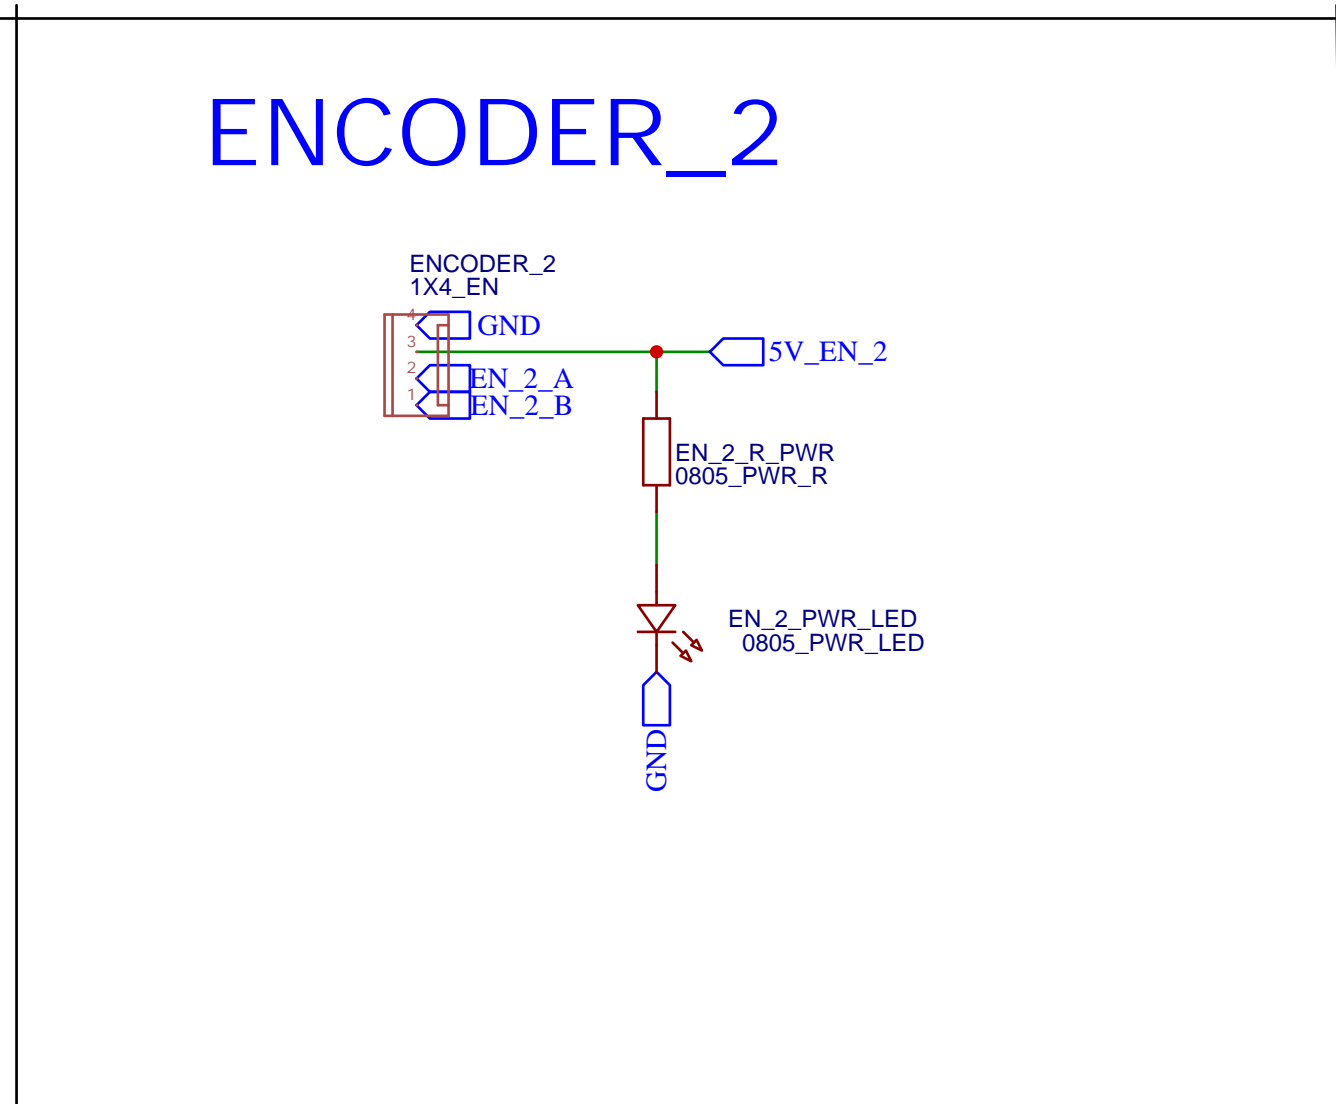 ENCODER_2
ENCODER_2
1X4_EN
4
GND
3
5V_EN_2
2
EN_2_A
1
EN_2_B
EN_2_R_PWR
0805_PWR_R
EN_2_PWR_LED
0805_PWR_LED
GND